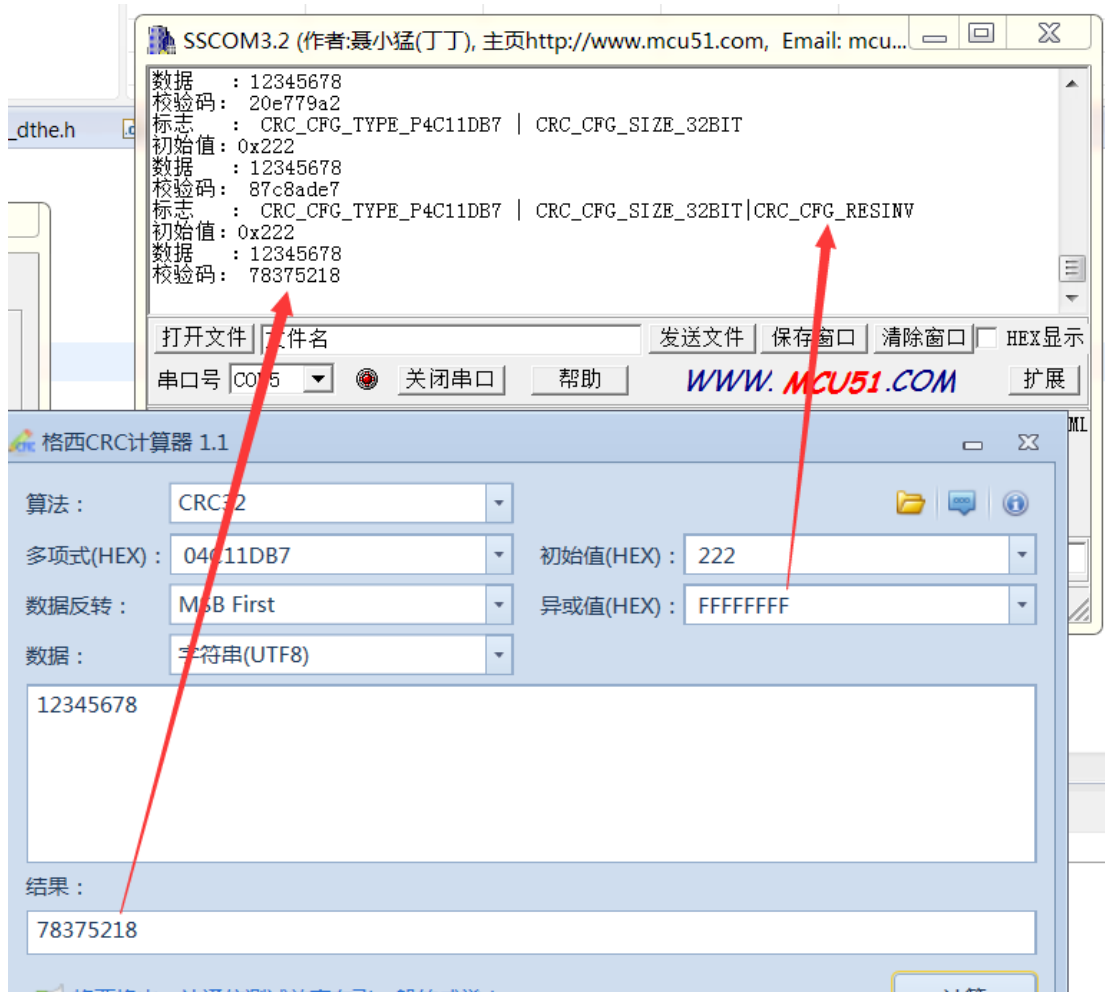 SSCOM3.2 (作者:聂小猛(丁丁), 主页http://www.mcu51.com, Email: mcu...
数据 : 12345678
校验码: 20e779a2
标志 : CRC_CFG_TYPE_P4C11DB7 | CRC_CFG_SIZE_32BIT
初始值: 0x222
数据 : 12345678
校验码: 87c8ade7
标志 : CRC_CFG_TYPE_P4C11DB7 | CRC_CFG_SIZE_32BIT|CRC_CFG_RESINV
初始值: 0x222
数据 : 12345678
校验码: 78375218
_dthe.h
打开文件 文件名 发送文件 保存窗口 清除窗口 HEX显示
串口号 COM5 关闭串口 帮助 WWW.MCU51.COM 扩展
格西CRC计算器 1.1
算法:CRC32
多项式(HEX):04C11DB7 初始值(HEX):222
数据反转:MSB First 异或值(HEX):FFFFFFFF
数据:字符串(UTF8)
12345678
结果:
78375218